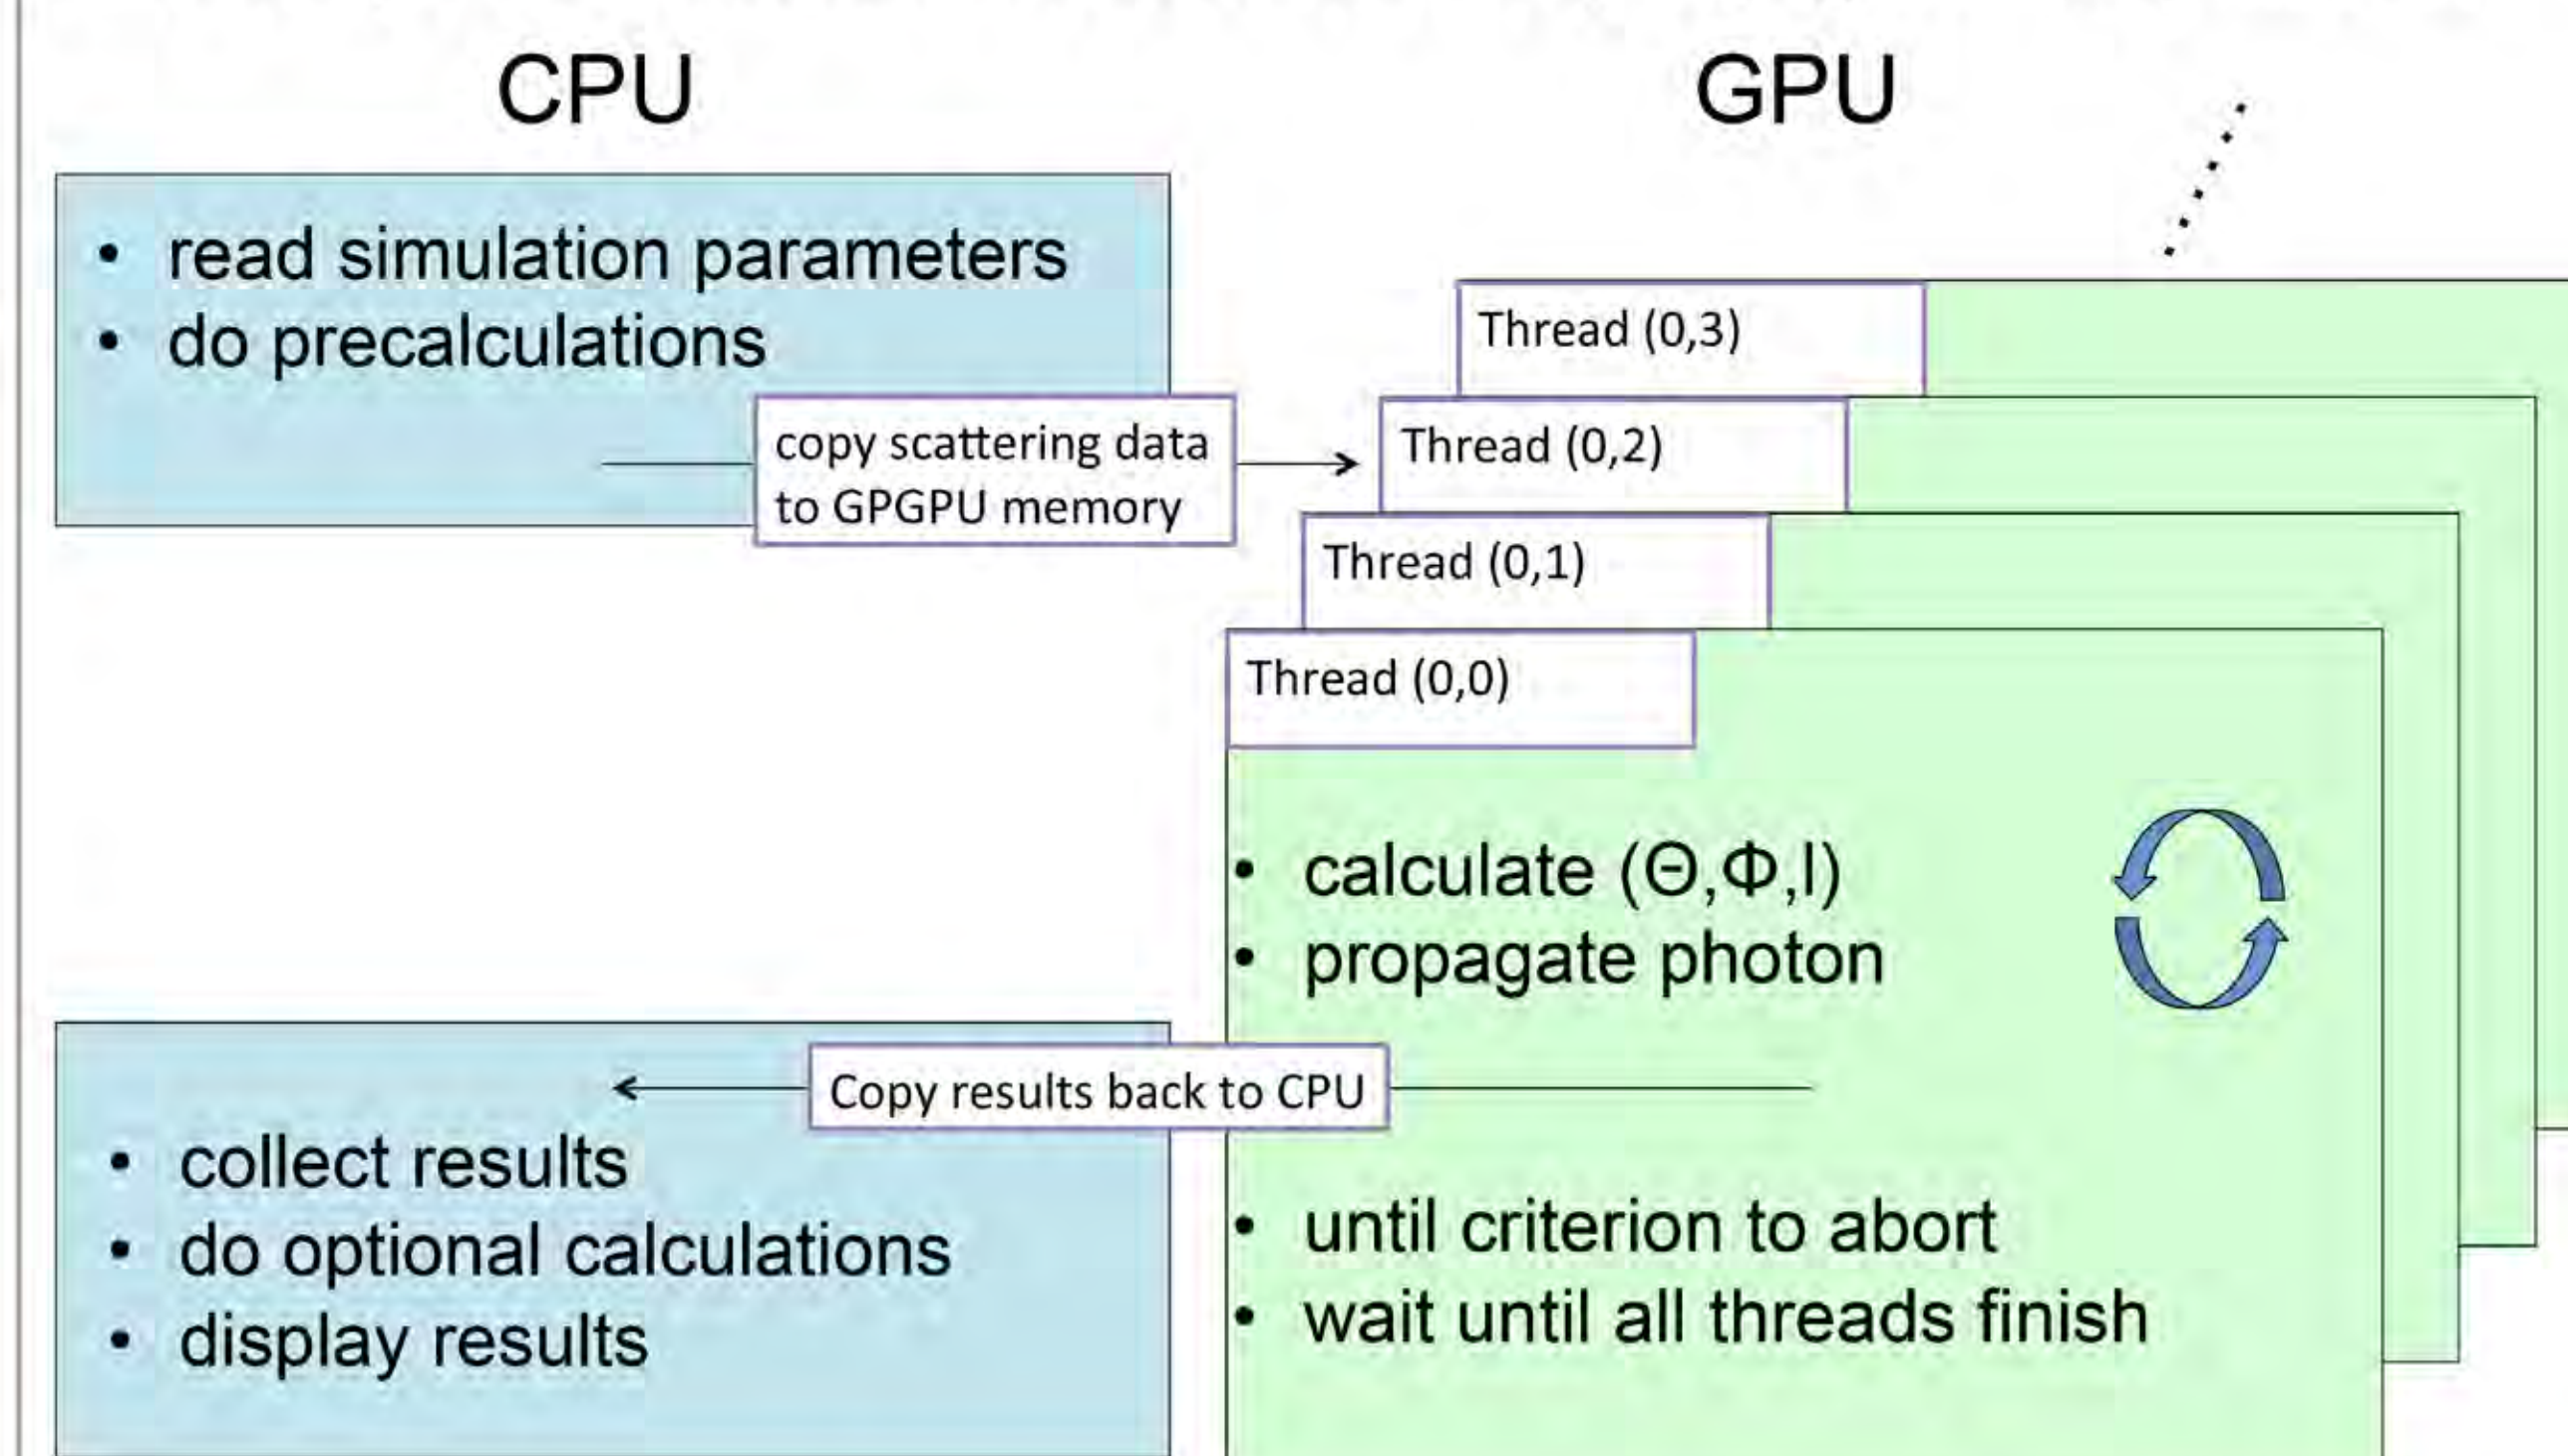 CPU
GPU
• read simulation parameters
• do precalculations
copy scattering data
to GPGPU memory
Thread (0,3)
Thread (0,2)
Thread (0,1)
Thread (0,0)
• calculate (Θ,Φ,l)
• propagate photon
Copy results back to CPU
• collect results
• do optional calculations
• display results
• until criterion to abort
• wait until all threads finish